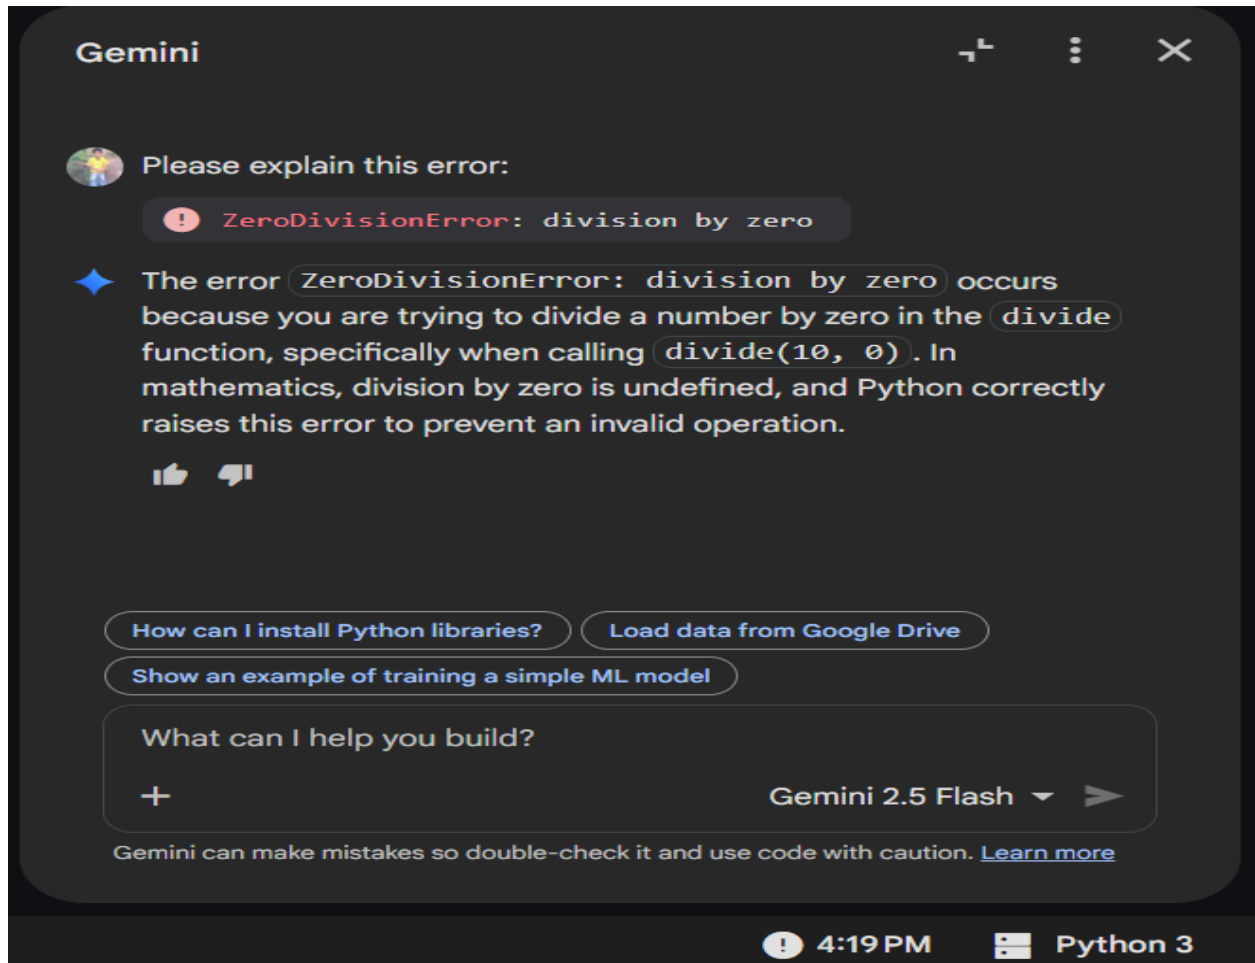 Gemini
Please explain this error:
! ZeroDivisionError: division by zero
The error ZeroDivisionError: division by zero occurs
because you are trying to divide a number by zero in the divide
function, specifically when calling divide(10, 0). In
mathematics, division by zero is undefined, and Python correctly
raises this error to prevent an invalid operation.
How can I install Python libraries? Load data from Google Drive
Show an example of training a simple ML model
What can I help you build?
Gemini 2.5 Flash
Gemini can make mistakes so double-check it and use code with caution. Learn more
! 4:19 PM Python 3